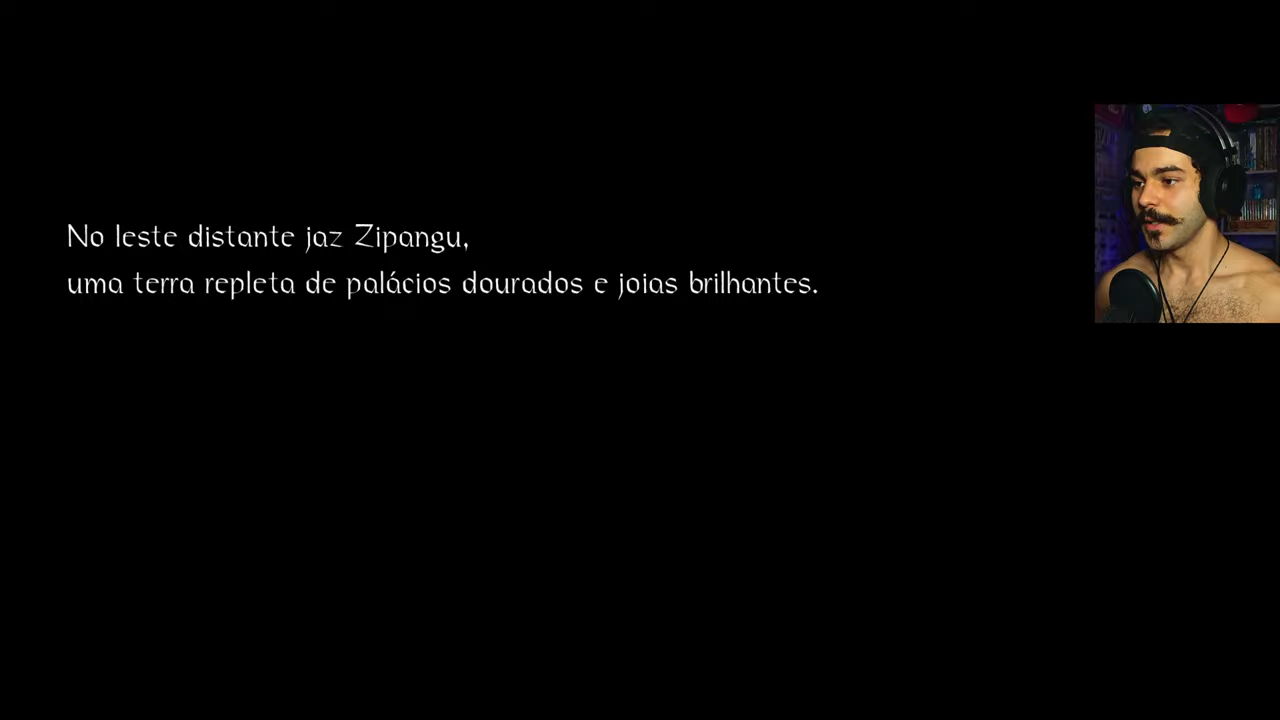 No leste distante jaz Zipangu,
uma terra repleta de palácios dourados e joias brilhantes.